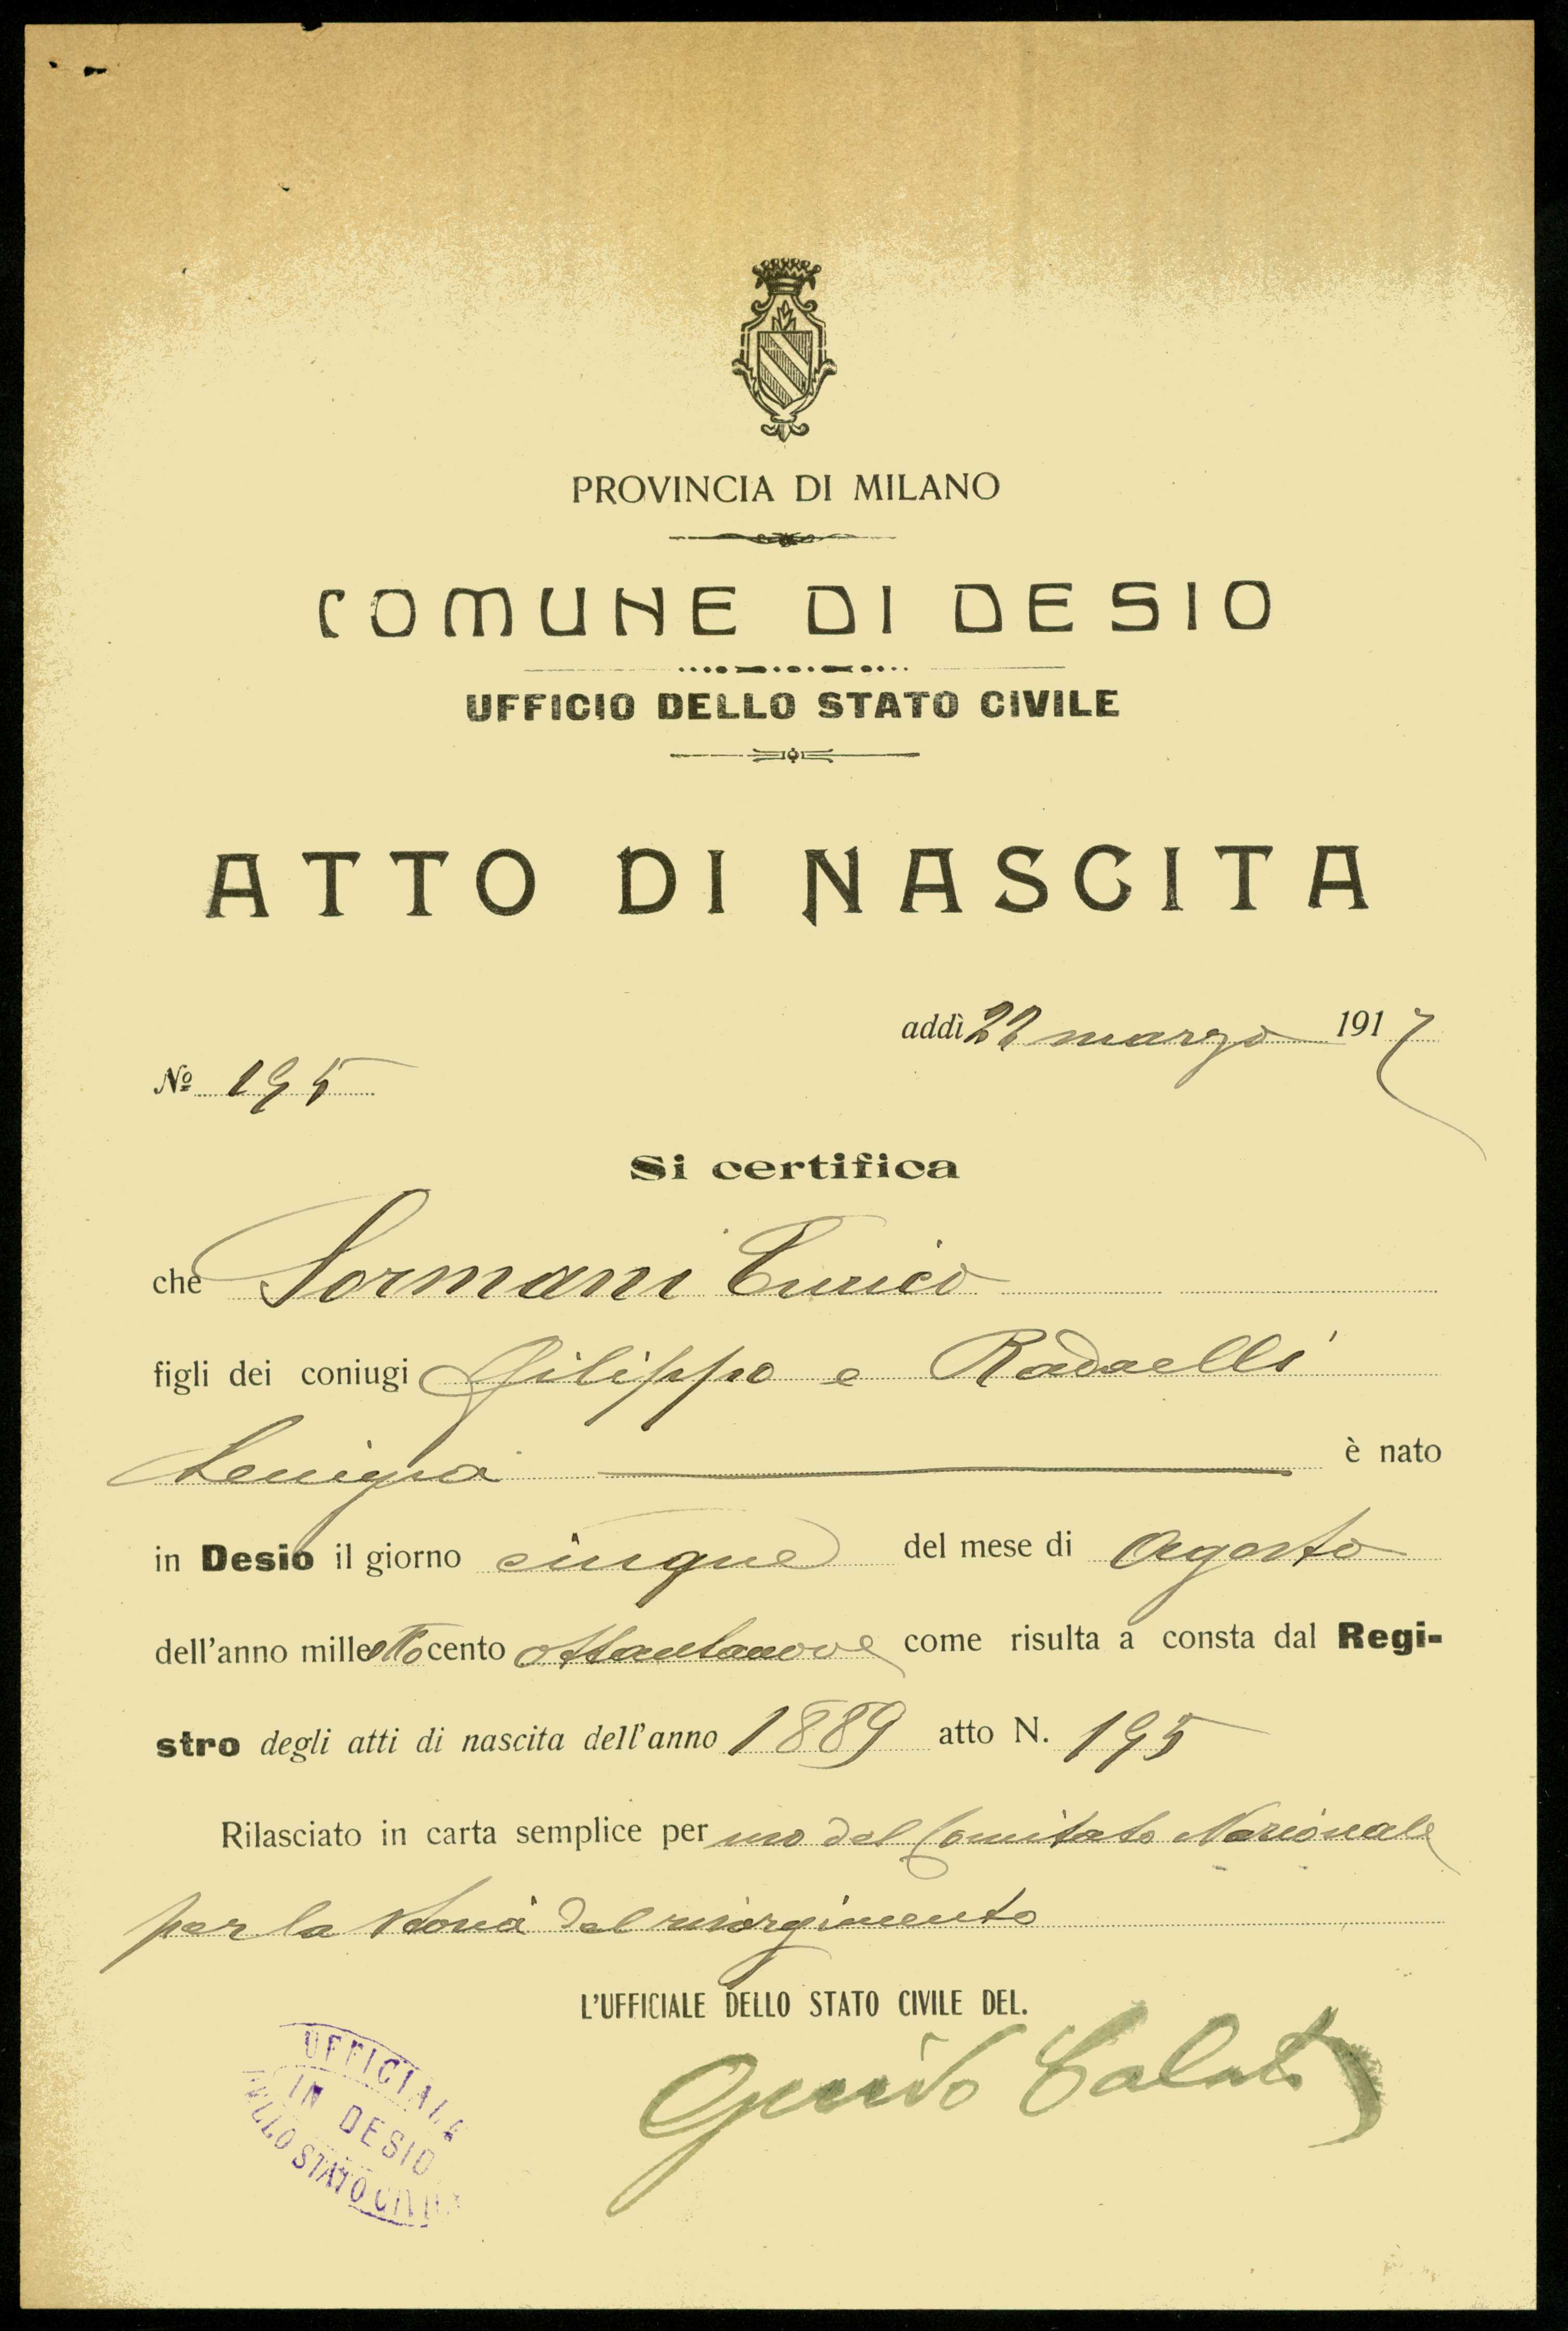 PROVINCIA DI MILANO
COMUNE DI DESIO
UFFICIO DELLO STATO CIVILE
ATTO DI NASCITA
addì 22 marzo 1917
Nº 195
Si certifica
che Sormani Enrico
figli dei coniugi Filippo e Radaelli
Benigna è nato
in Desio il giorno cinque del mese di Agosto
dell'anno milleottocento ottantanove come risulta a consta dal Regi-
stro degli atti di nascita dell'anno 1889 atto N. 195
Rilasciato in carta semplice per uso del Comitato Nazionale
per la storia del risorgimento
L'UFFICIALE DELLO STATO CIVILE DEL.
Guido
UFFICIALE
IN DESIO
DELLO STATO CIVILE